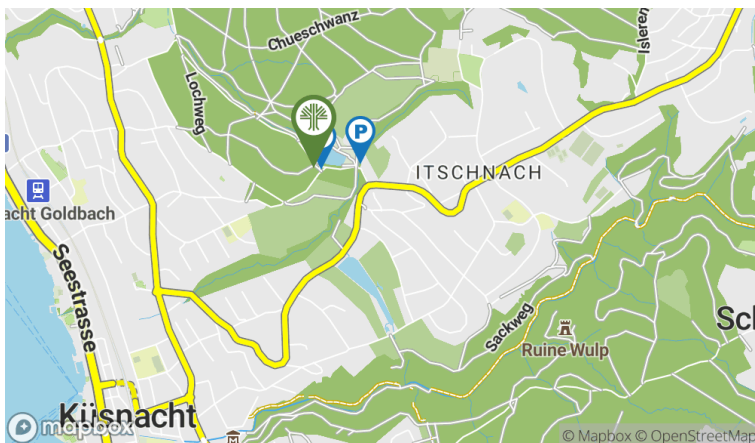 Chueschwanz
Isleren
Lochweg
P
ITSCHNACH
acht Goldbach
Seestrasse
Sackweg
Sch
Ruine Wulp
Küsnacht
mapbox
© Mapbox © OpenStreetMap